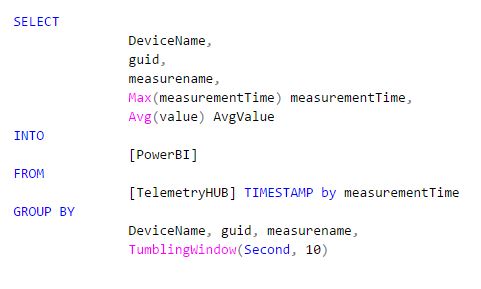 SELECT
DeviceName,
guid,
measurename,
Max(measurementTime) measurementTime,
Avg(value) AvgValue
INTO
[PowerBI]
FROM
[TelemetryHUB] TIMESTAMP by measurementTime
GROUP BY
DeviceName, guid, measurename,
TumblingWindow(Second, 10)